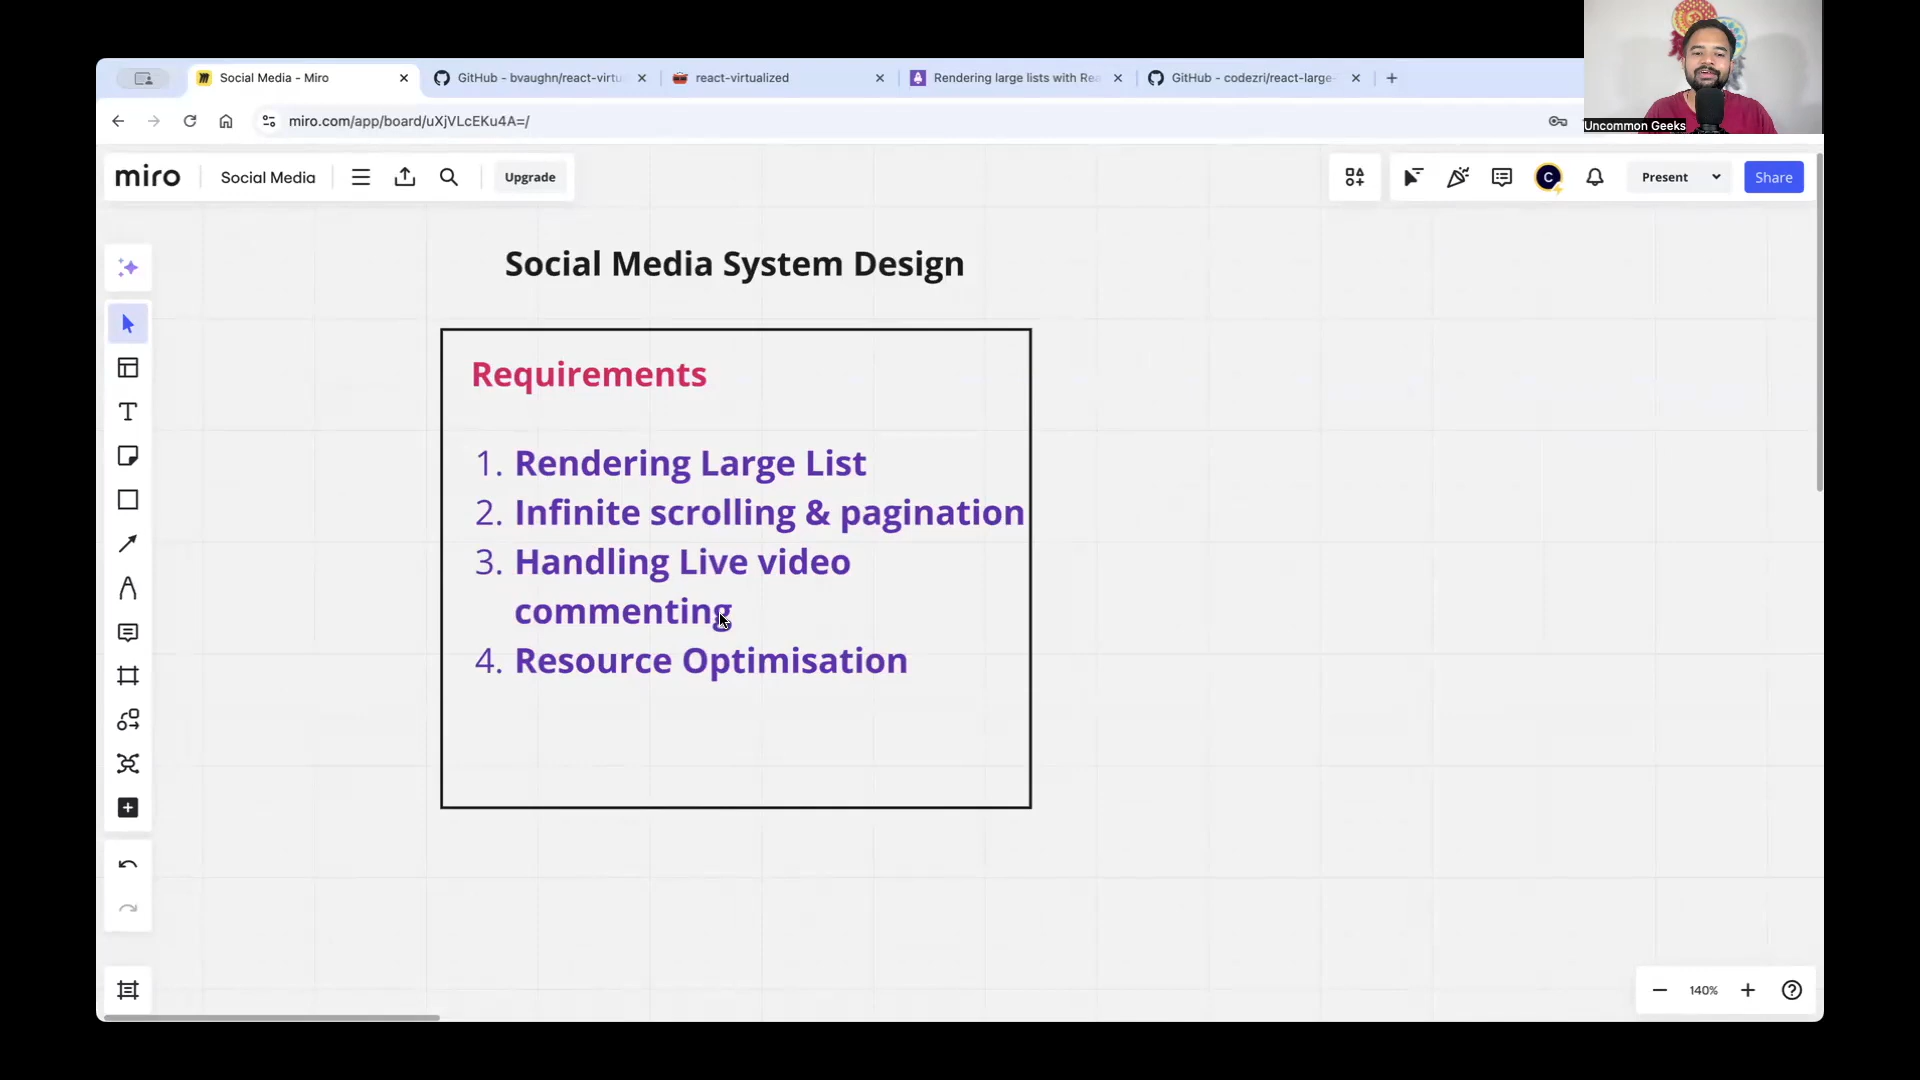 Social Media - Miro
GitHub - bvaughn/react-virtu
react-virtualized
Rendering large lists with Rea
GitHub - codezri/react-large-
miro.com/app/board/uXjVLcEKu4A=/
Uncommon Geeks
miro
Social Media
Upgrade
C
Present
Share
Social Media System Design
Requirements
1. Rendering Large List
2. Infinite scrolling & pagination
3. Handling Live video
commenting
4. Resource Optimisation
140%